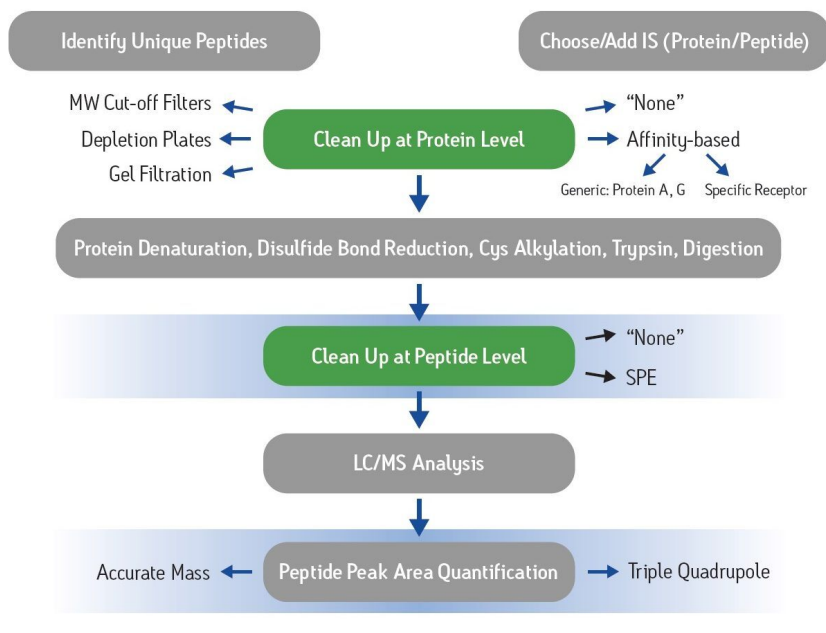 Identify Unique Peptides
Choose/Add IS (Protein/Peptide)
MW Cut-off Filters
Depletion Plates
Gel Filtration
Clean Up at Protein Level
“None”
Affinity-based
Generic: Protein A, G
Specific Receptor
Protein Denaturation, Disulfide Bond Reduction, Cys Alkylation, Trypsin, Digestion
Clean Up at Peptide Level
“None”
SPE
LC/MS Analysis
Accurate Mass
Peptide Peak Area Quantification
Triple Quadrupole